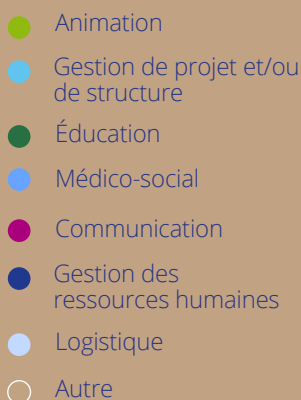 Animation
Gestion de projet et/ou
de structure
Éducation
Médico-social
Communication
Gestion des
ressources humaines
Logistique
Autre